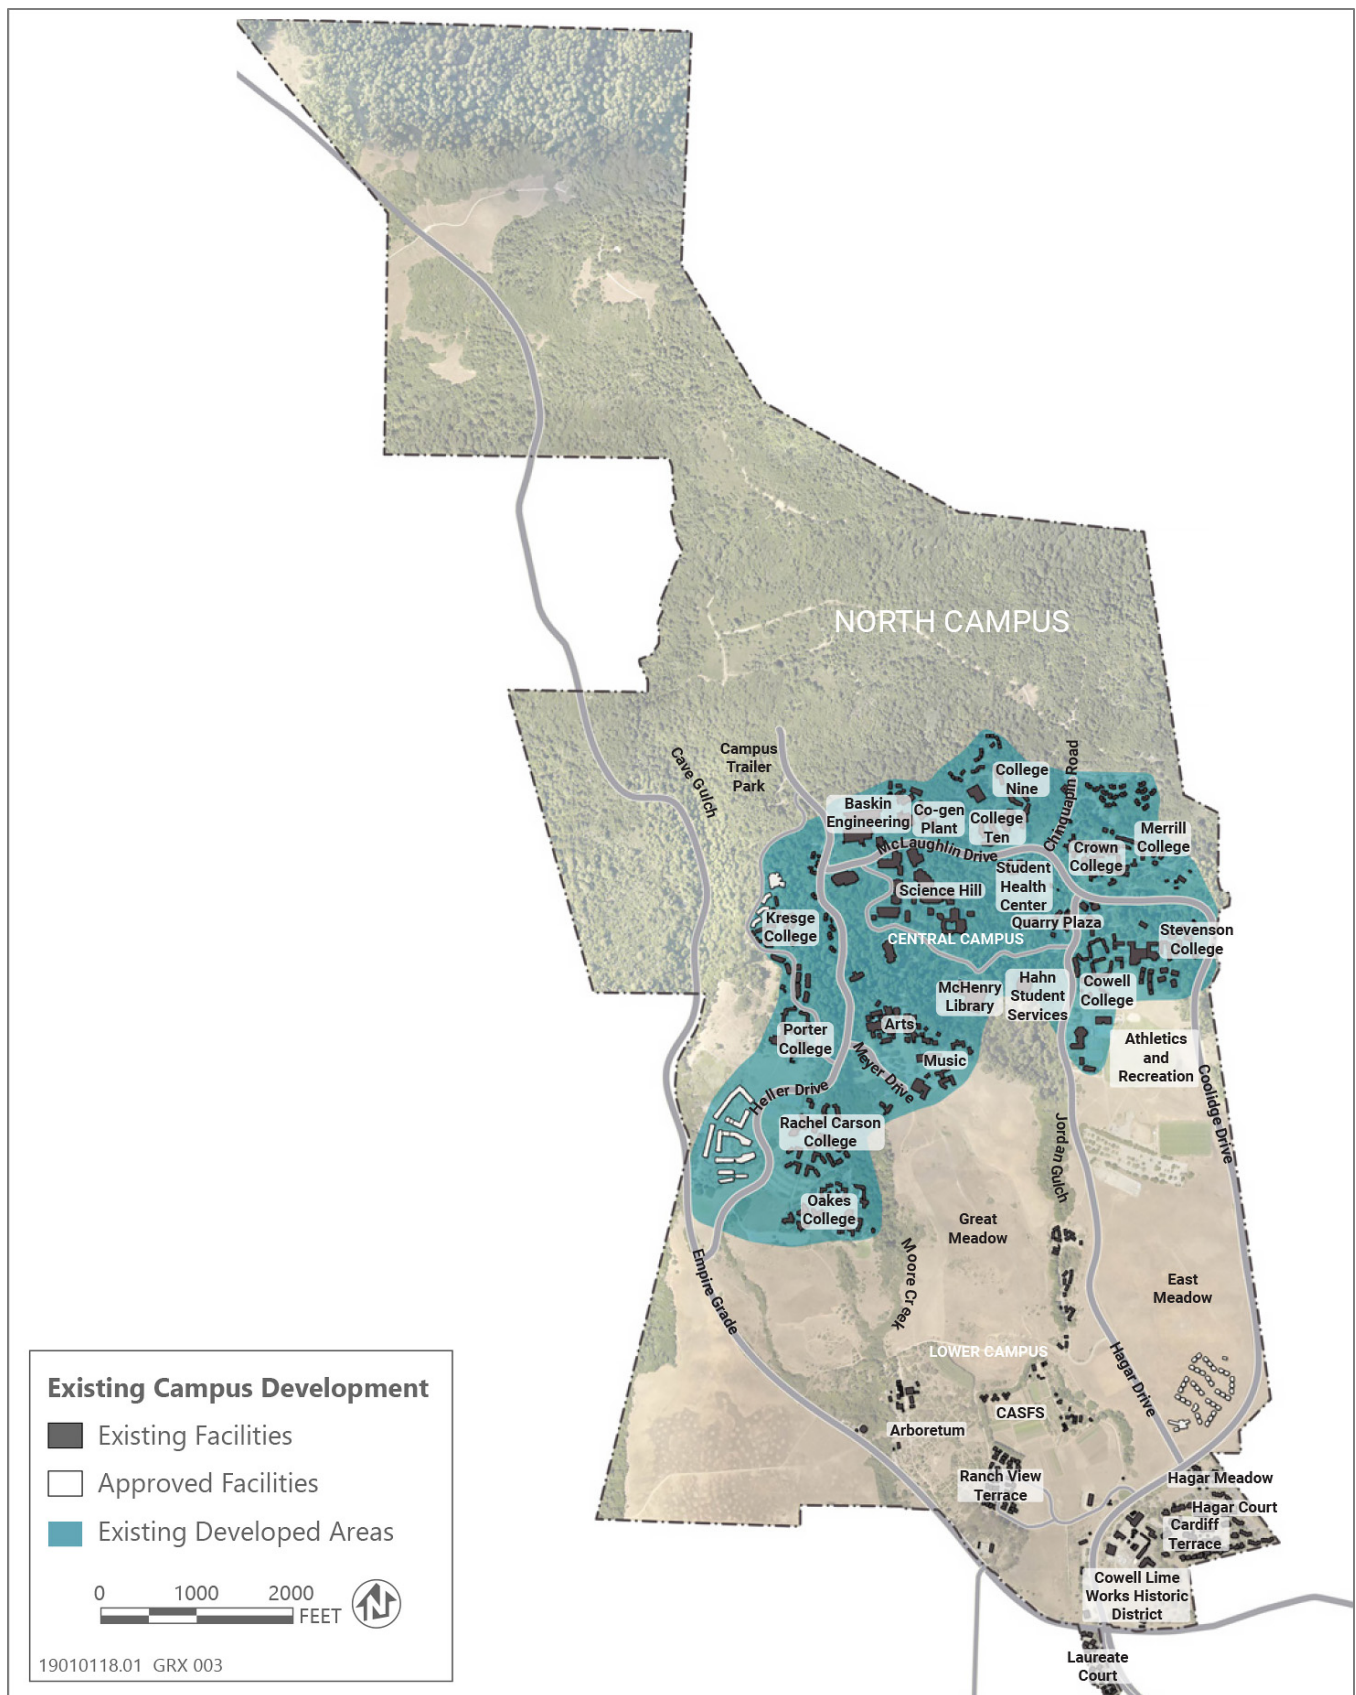 NORTH CAMPUS
Cave Gulch
Campus
Trailer
Park
Chinquapin Road
College
Nine
Baskin
Engineering
Co-gen
Plant
College
Ten
Merrill
College
McLaughlin Drive
Crown
College
Student
Health
Center
Science Hill
Kresge
College
Quarry Plaza
Stevenson
College
CENTRAL CAMPUS
McHenry
Library
Hahn
Student
Services
Cowell
College
Porter
College
Arts
Music
Athletics
and
Recreation
Meyer Drive
Heller Drive
Coolidge Drive
Rachel Carson
College
Jordan Gulch
Oakes
College
Great
Meadow
Moore Creek
East
Meadow
Empire Grade
LOWER CAMPUS
Hagar Drive
CASFS
Arboretum
Ranch View
Terrace
Hagar Meadow
Hagar Court
Cardiff
Terrace
Cowell Lime
Works Historic
District
Laureate
Court
Existing Campus Development
Existing Facilities
Approved Facilities
Existing Developed Areas
0 1000 2000
FEET
N
19010118.01 GRX 003